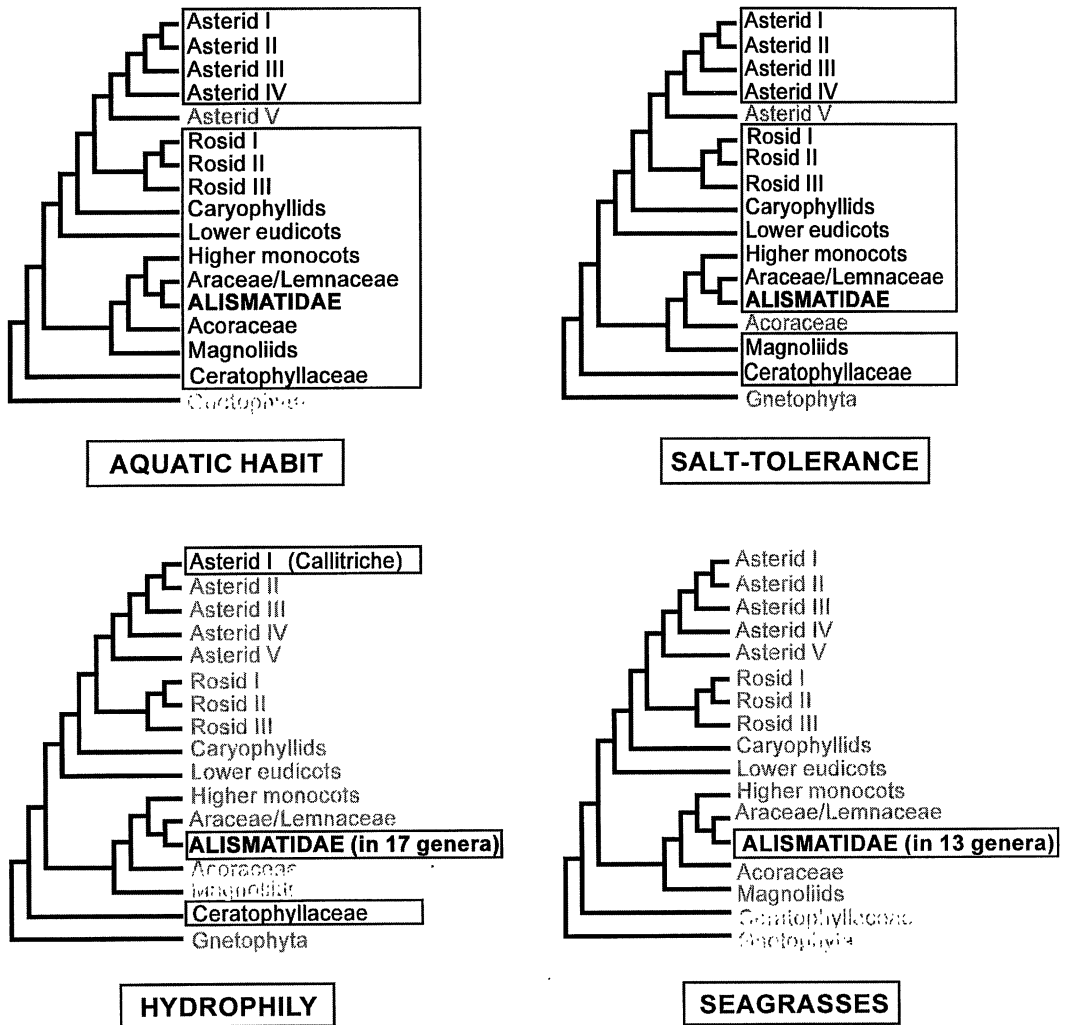 Asterid I
Asterid II
Asterid III
Asterid IV
Asterid V
Rosid I
Rosid II
Rosid III
Caryophyllids
Lower eudicots
Higher monocots
Araceae/Lemnaceae
ALISMATIDAE
Acoraceae
Magnoliids
Ceratophyllaceae
AQUATIC HABIT
Asterid I
Asterid II
Asterid III
Asterid IV
Asterid V
Rosid I
Rosid II
Rosid III
Caryophyllids
Lower eudicots
Higher monocots
Araceae/Lemnaceae
ALISMATIDAE
Acoraceae
Magnoliids
Ceratophyllaceae
Gnetophyta
SALT-TOLERANCE
Asterid I (Callitriche)
Asterid II
Asterid III
Asterid IV
Asterid V
Rosid I
Rosid II
Rosid III
Caryophyllids
Lower eudicots
Higher monocots
Araceae/Lemnaceae
ALISMATIDAE (in 17 genera)
Acoraceae
Ceratophyllaceae
Gnetophyta
HYDROPHILY
Asterid I
Asterid II
Asterid III
Asterid IV
Asterid V
Rosid I
Rosid II
Rosid III
Caryophyllids
Lower eudicots
Higher monocots
Araceae/Lemnaceae
ALISMATIDAE (in 13 genera)
Acoraceae
Magnoliids
SEAGRASSES